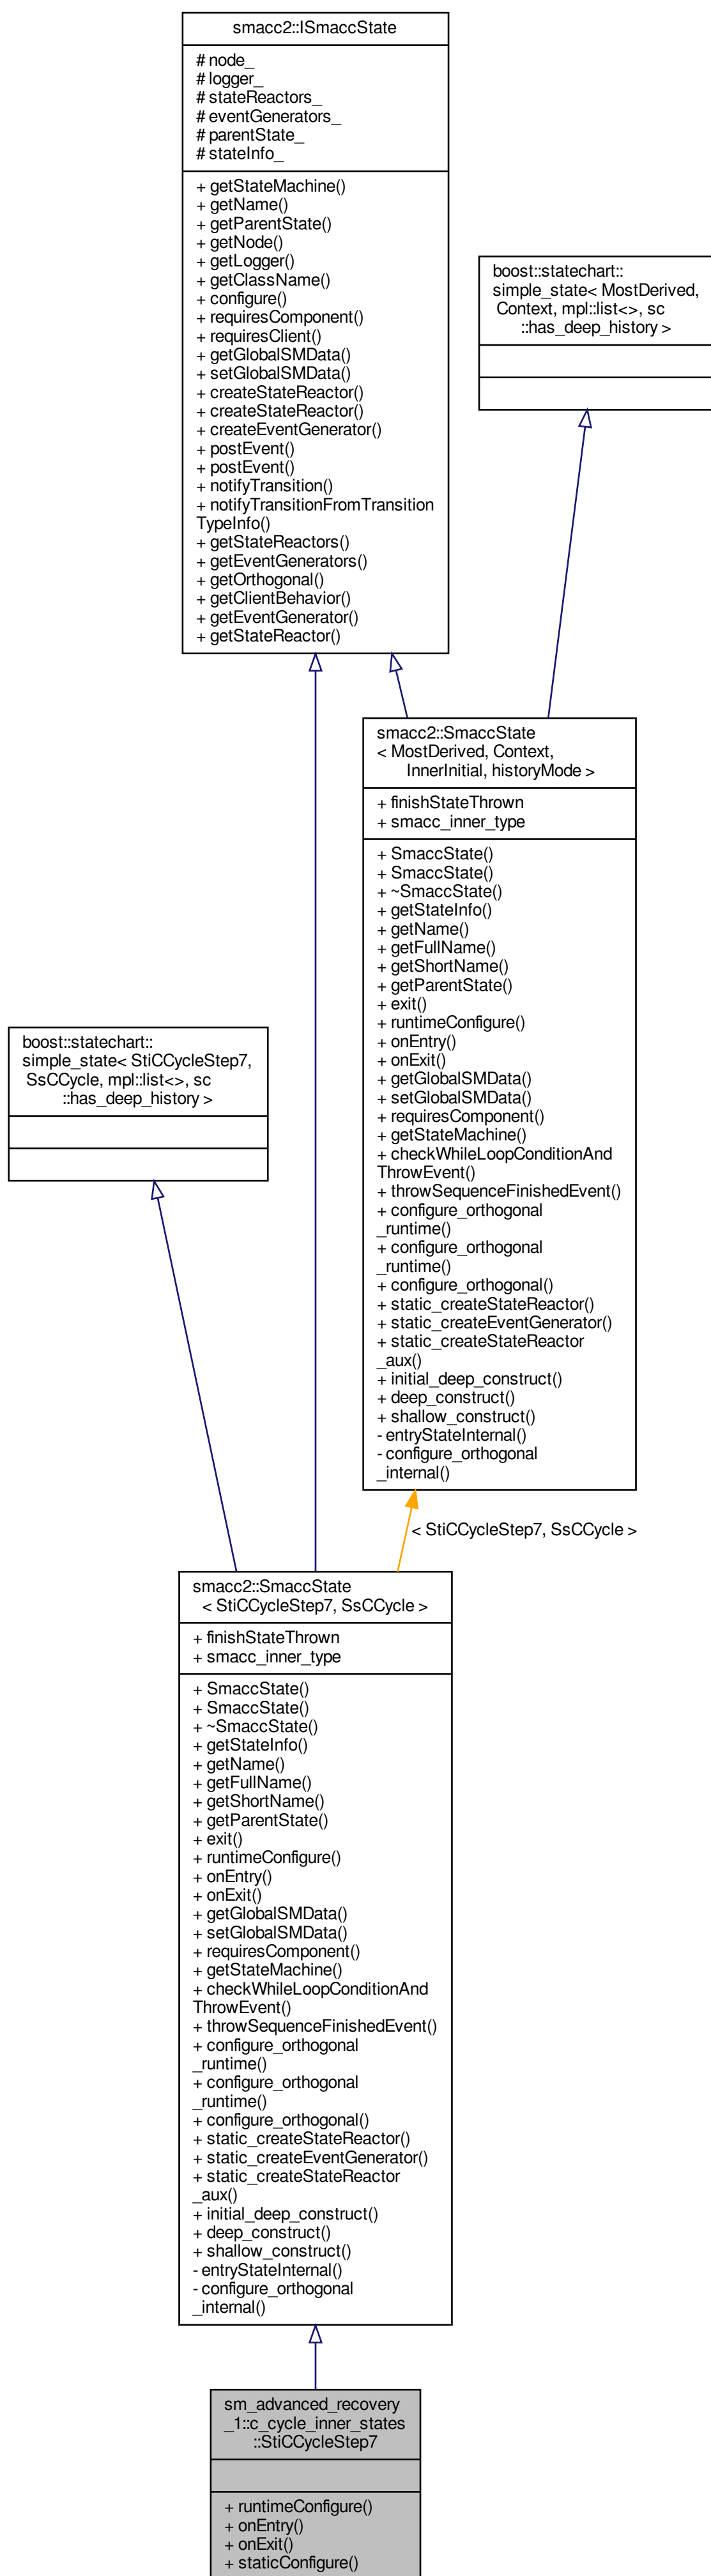 smacc2::ISmaccState
# node_
# logger_
# stateReactors_
# eventGenerators_
# parentState_
# stateInfo_
+ getStateMachine()
+ getName()
+ getParentState()
+ getNode()
+ getLogger()
+ getClassName()
+ configure()
+ requiresComponent()
+ requiresClient()
+ getGlobalSMData()
+ setGlobalSMData()
+ createStateReactor()
+ createStateReactor()
+ createEventGenerator()
+ postEvent()
+ postEvent()
+ notifyTransition()
+ notifyTransitionFromTransition
TypeInfo()
+ getStateReactors()
+ getEventGenerators()
+ getOrthogonal()
+ getClientBehavior()
+ getEventGenerator()
+ getStateReactor()
boost::statechart::
simple_state< MostDerived,
Context, mpl::list<>, sc
::has_deep_history >
smacc2::SmaccState
< MostDerived, Context,
InnerInitial, historyMode >
+ finishStateThrown
+ smacc_inner_type
+ SmaccState()
+ SmaccState()
+ ~SmaccState()
+ getStateInfo()
+ getName()
+ getFullName()
+ getShortName()
+ getParentState()
+ exit()
+ runtimeConfigure()
+ onEntry()
+ onExit()
+ getGlobalSMData()
+ setGlobalSMData()
+ requiresComponent()
+ getStateMachine()
+ checkWhileLoopConditionAnd
ThrowEvent()
+ throwSequenceFinishedEvent()
+ configure_orthogonal
_runtime()
+ configure_orthogonal
_runtime()
+ configure_orthogonal()
+ static_createStateReactor()
+ static_createEventGenerator()
+ static_createStateReactor
_aux()
+ initial_deep_construct()
+ deep_construct()
+ shallow_construct()
- entryStateInternal()
- configure_orthogonal
_internal()
boost::statechart::
simple_state< StiCCycleStep7,
SsCCycle, mpl::list<>, sc
::has_deep_history >
< StiCCycleStep7, SsCCycle >
smacc2::SmaccState
< StiCCycleStep7, SsCCycle >
+ finishStateThrown
+ smacc_inner_type
+ SmaccState()
+ SmaccState()
+ ~SmaccState()
+ getStateInfo()
+ getName()
+ getFullName()
+ getShortName()
+ getParentState()
+ exit()
+ runtimeConfigure()
+ onEntry()
+ onExit()
+ getGlobalSMData()
+ setGlobalSMData()
+ requiresComponent()
+ getStateMachine()
+ checkWhileLoopConditionAnd
ThrowEvent()
+ throwSequenceFinishedEvent()
+ configure_orthogonal
_runtime()
+ configure_orthogonal
_runtime()
+ configure_orthogonal()
+ static_createStateReactor()
+ static_createEventGenerator()
+ static_createStateReactor
_aux()
+ initial_deep_construct()
+ deep_construct()
+ shallow_construct()
- entryStateInternal()
- configure_orthogonal
_internal()
sm_advanced_recovery
_1::c_cycle_inner_states
::StiCCycleStep7
+ runtimeConfigure()
+ onEntry()
+ onExit()
+ staticConfigure()